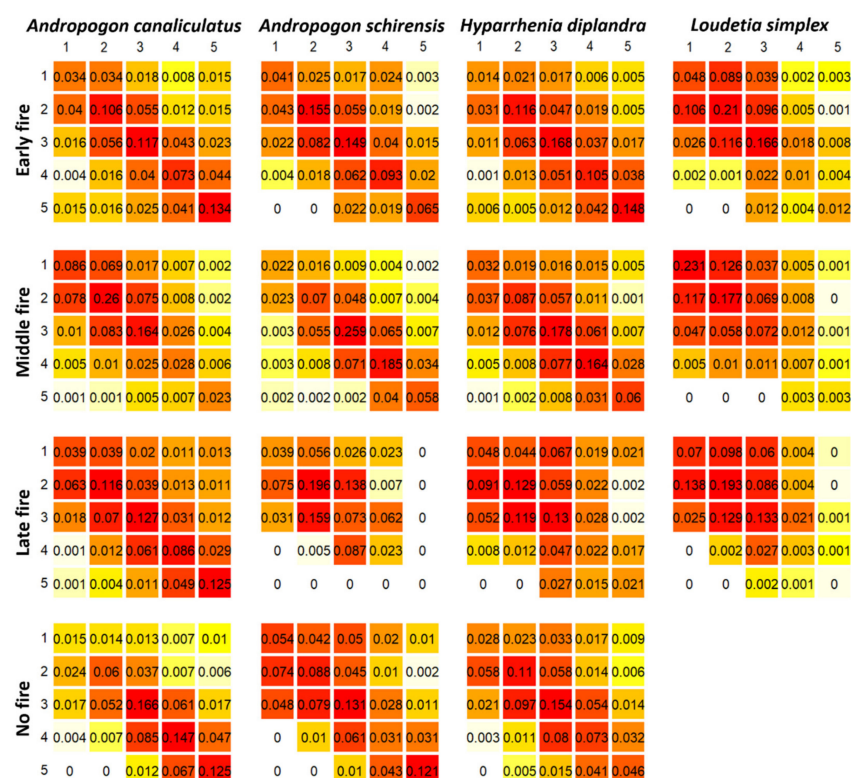 Andropogon canaliculatus Andropogon schirensis Hyparrhenia diplandra Loudetia simplex
1 2 3 4 5 1 2 3 4 5 1 2 3 4 5 1 2 3 4 5
Early fire
1 0.034 0.034 0.018 0.008 0.015 0.041 0.025 0.017 0.024 0.003 0.014 0.021 0.017 0.006 0.005 0.048 0.089 0.039 0.002 0.003
2 0.04 0.106 0.055 0.012 0.015 0.043 0.155 0.059 0.019 0.002 0.031 0.116 0.047 0.019 0.005 0.106 0.21 0.096 0.005 0.001
3 0.016 0.056 0.117 0.043 0.023 0.022 0.082 0.149 0.04 0.015 0.011 0.063 0.168 0.037 0.017 0.026 0.116 0.166 0.018 0.008
4 0.004 0.016 0.04 0.073 0.044 0.004 0.018 0.062 0.093 0.02 0.001 0.013 0.051 0.105 0.038 0.002 0.001 0.022 0.01 0.004
5 0.015 0.016 0.025 0.041 0.134 0 0 0.022 0.019 0.065 0.006 0.005 0.012 0.042 0.148 0 0 0.012 0.004 0.012
Middle fire
1 0.086 0.069 0.017 0.007 0.002 0.022 0.016 0.009 0.004 0.002 0.032 0.019 0.016 0.015 0.005 0.231 0.126 0.037 0.005 0.001
2 0.078 0.26 0.075 0.008 0.002 0.023 0.07 0.048 0.007 0.004 0.037 0.087 0.057 0.011 0.001 0.117 0.177 0.069 0.008 0
3 0.01 0.083 0.164 0.026 0.004 0.003 0.055 0.259 0.065 0.007 0.012 0.076 0.178 0.061 0.007 0.047 0.058 0.072 0.012 0.001
4 0.005 0.01 0.025 0.028 0.006 0.003 0.008 0.071 0.185 0.034 0.005 0.008 0.077 0.164 0.028 0.005 0.01 0.011 0.007 0.001
5 0.001 0.001 0.005 0.007 0.023 0.002 0.002 0.002 0.04 0.058 0.001 0.002 0.008 0.031 0.06 0 0 0 0.003 0.003
Late fire
1 0.039 0.039 0.02 0.011 0.013 0.039 0.056 0.026 0.023 0 0.048 0.044 0.067 0.019 0.021 0.07 0.098 0.06 0.004 0
2 0.063 0.116 0.039 0.013 0.011 0.075 0.196 0.138 0.007 0 0.091 0.129 0.059 0.022 0.002 0.138 0.193 0.086 0.004 0
3 0.018 0.07 0.127 0.031 0.012 0.031 0.159 0.073 0.062 0 0.052 0.119 0.13 0.028 0.002 0.025 0.129 0.133 0.021 0.001
4 0.001 0.012 0.061 0.086 0.029 0 0.005 0.087 0.023 0 0.008 0.012 0.047 0.022 0.017 0 0.002 0.027 0.003 0.001
5 0.001 0.004 0.011 0.049 0.125 0 0 0 0 0 0 0 0.027 0.015 0.021 0 0 0.002 0.001 0
No fire
1 0.015 0.014 0.013 0.007 0.01 0.054 0.042 0.05 0.02 0.01 0.028 0.023 0.033 0.017 0.009
2 0.024 0.06 0.037 0.007 0.006 0.074 0.088 0.045 0.01 0.002 0.058 0.11 0.058 0.014 0.006
3 0.017 0.052 0.166 0.061 0.017 0.048 0.079 0.131 0.028 0.011 0.021 0.097 0.154 0.054 0.014
4 0.004 0.007 0.085 0.147 0.047 0 0.01 0.061 0.031 0.031 0.003 0.011 0.08 0.073 0.032
5 0 0 0.012 0.067 0.125 0 0 0.01 0.043 0.121 0 0.005 0.015 0.041 0.046